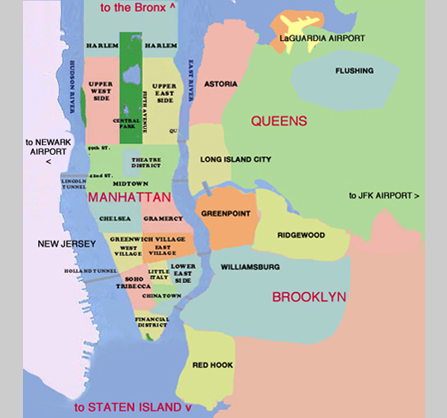 to the Bronx ^
HARLEM
HARLEM
LaGUARDIA AIRPORT
HUDSON RIVER
EAST RIVER
FLUSHING
UPPER
WEST
SIDE
UPPER
EAST
SIDE
ASTORIA
FIFTH AVENUE
CENTRAL
PARK
QUEENS
QU
to NEWARK
AIRPORT
<
59th ST.
THEATRE
DISTRICT
LONG ISLAND CITY
42nd ST.
LINCOLN
TUNNEL
MIDTOWN
MANHATTAN
to JFK AIRPORT >
CHELSEA
GRAMERCY
GREENPOINT
NEW JERSEY
GREENWICH VILLAGE
WEST
VILLAGE
EAST
VILLAGE
RIDGEWOOD
HOLLAND TUNNEL
LITTLE
ITALY
LOWER
EAST
SIDE
WILLIAMSBURG
SOHO
TRIBECCA
CHINATOWN
BROOKLYN
FINANCIAL
DISTRICT
RED HOOK
to STATEN ISLAND v